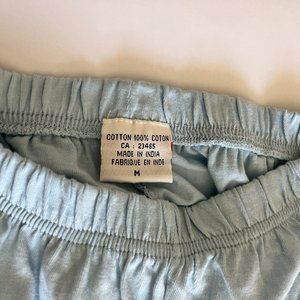 COTTON 100% COTON
CA : 23465
MADE IN INDIA
FABRIQUE EN INDE
M